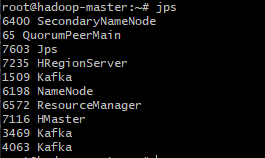 root@hadoop-master:~# jps
6400 SecondaryNameNode
65 QuorumPeerMain
7603 Jps
7235 HRegionServer
1509 Kafka
6198 NameNode
6572 ResourceManager
7116 HMaster
3469 Kafka
4063 Kafka